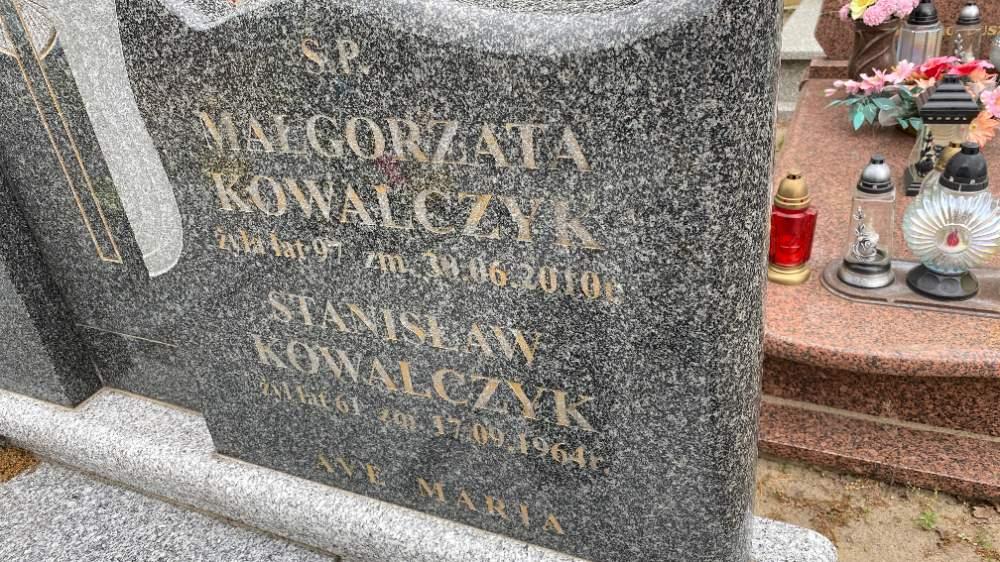 Ś.P.
MAŁGORZATA
KOWALCZYK
żyła lat 97 zm. 30.06.2010r.
STANISŁAW
KOWALCZYK
żył lat 61 zm 17.09.1964r.
AVE MARIA